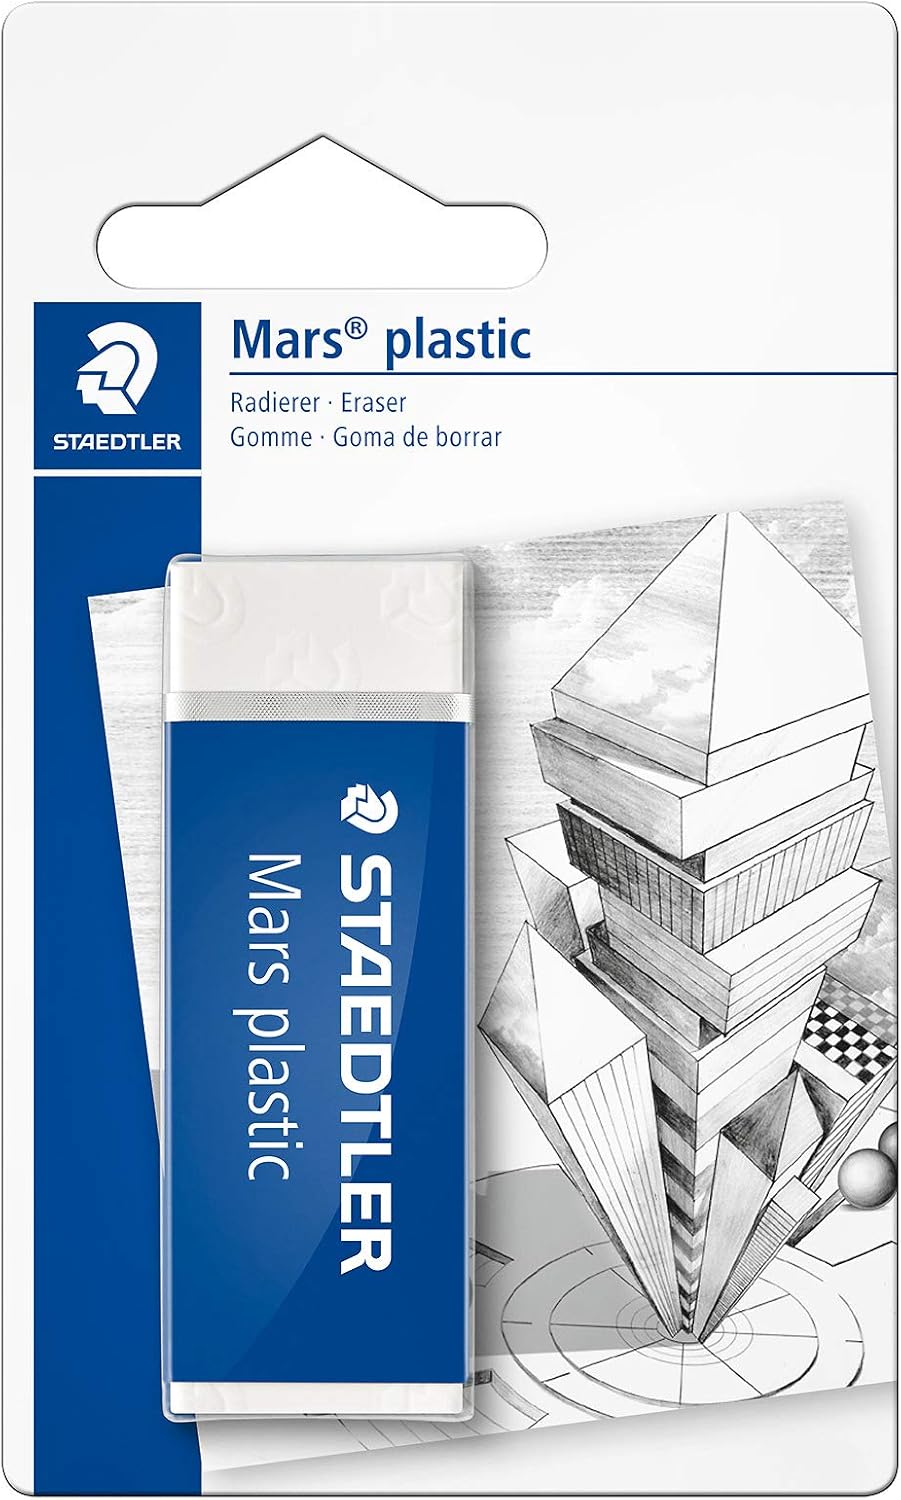 Mars® plastic
STAEDTLER
Radierer · Eraser
Gomme · Goma de borrar
STAEDTLER
Mars plastic